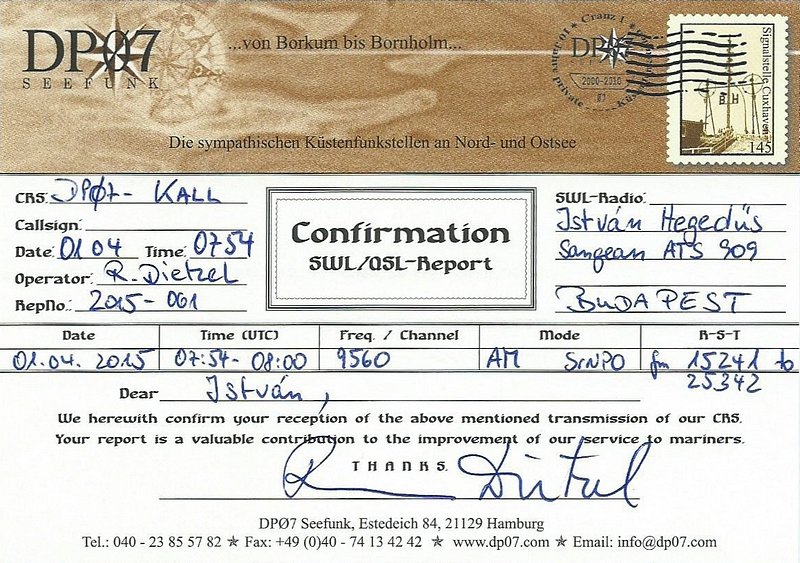 DPØ7
SEEFUNK
...von Borkum bis Bornholm...
Die sympathischen Küstenfunkstellen an Nord- und Ostsee
Cranz I.
DPØ7
2000-2010
07
Signalstelle Cuxhaven
B H
145
CRS: DPØ7- KALL
Callsign:
Date: 01 04 Time: 0754
Operator: R. Dietzel
RepNo.: 2015-061
Confirmation
SWL/QSL-Report
SWL-Radio:
István Hegedüs
Sangean ATS 909
BUDAPEST
Date Time (UTC) Freq. / Channel Mode R-S-T
01.04. 2015 07:54- 08:00 9560 AM SINPO fm 15241 to
25342
Dear István,
We herewith confirm your reception of the above mentioned transmission of our CRS.
Your report is a valuable contribution to the improvement of our service to mariners.
THANKS
DPØ7 Seefunk, Estedeich 84, 21129 Hamburg
Tel.: 040 - 23 85 57 82 ★ Fax: +49 (0)40 - 74 13 42 42 ★ www.dp07.com ★ Email: info@dp07.com